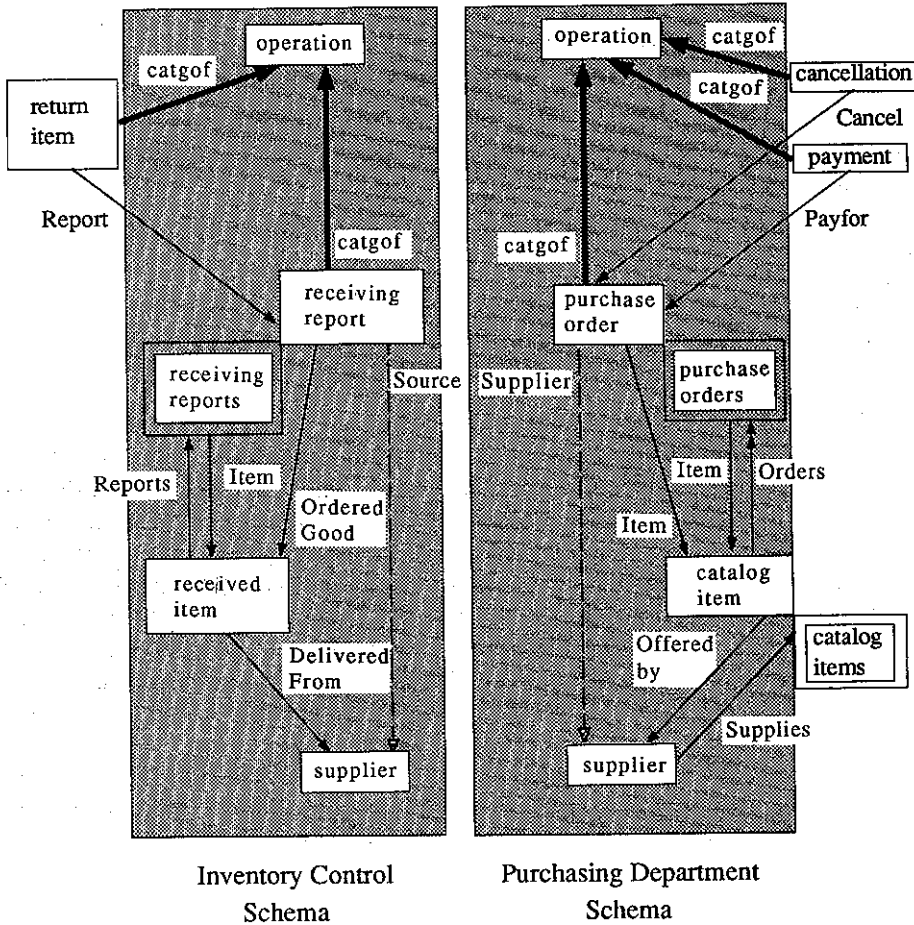 operation
catgof
return
item
Report
catgof
receiving
report
receiving
reports
Source
Reports
Item
Ordered
Good
received
item
Delivered
From
supplier
Inventory Control
Schema
operation
catgof
cancellation
catgof
Cancel
payment
Payfor
catgof
purchase
order
Supplier
purchase
orders
Item
Orders
Item
catalog
item
Offered
by
catalog
items
Supplies
supplier
Purchasing Department
Schema